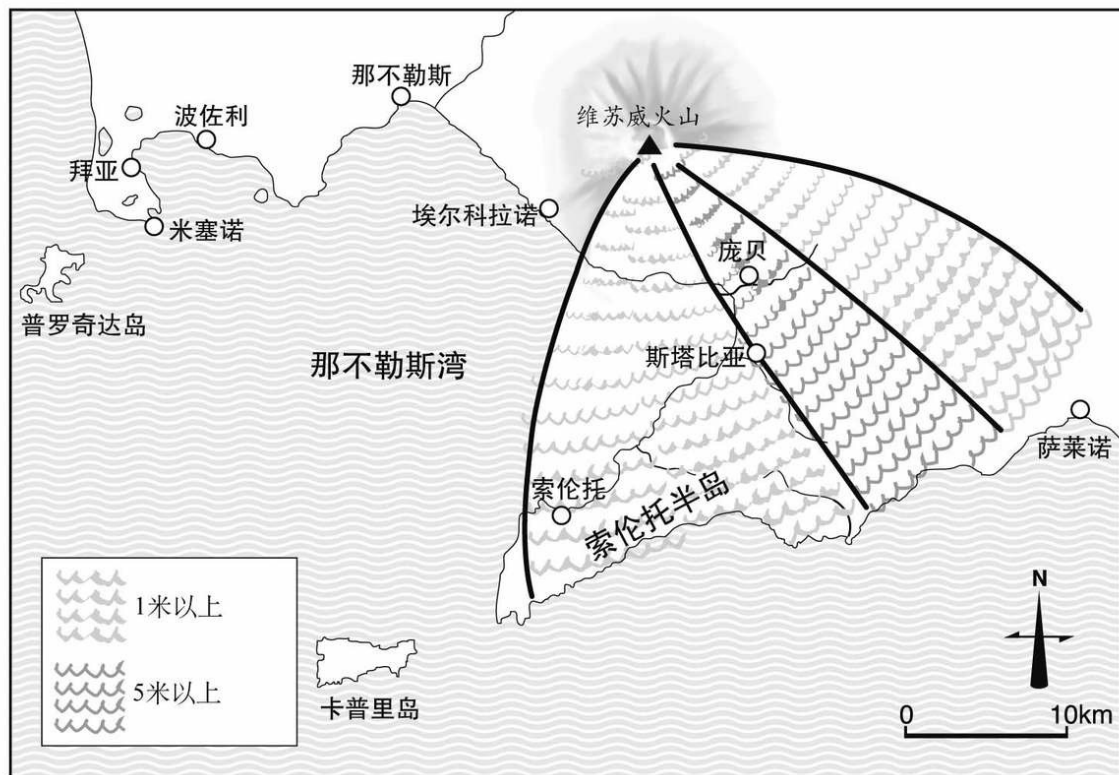 那不勒斯
维苏威火山
波佐利
拜亚
米塞诺
埃尔科拉诺
庞贝
普罗奇达岛
那不勒斯湾
斯塔比亚
萨莱诺
索伦托
索伦托半岛
1米以上
5米以上
卡普里岛
N
0 10km